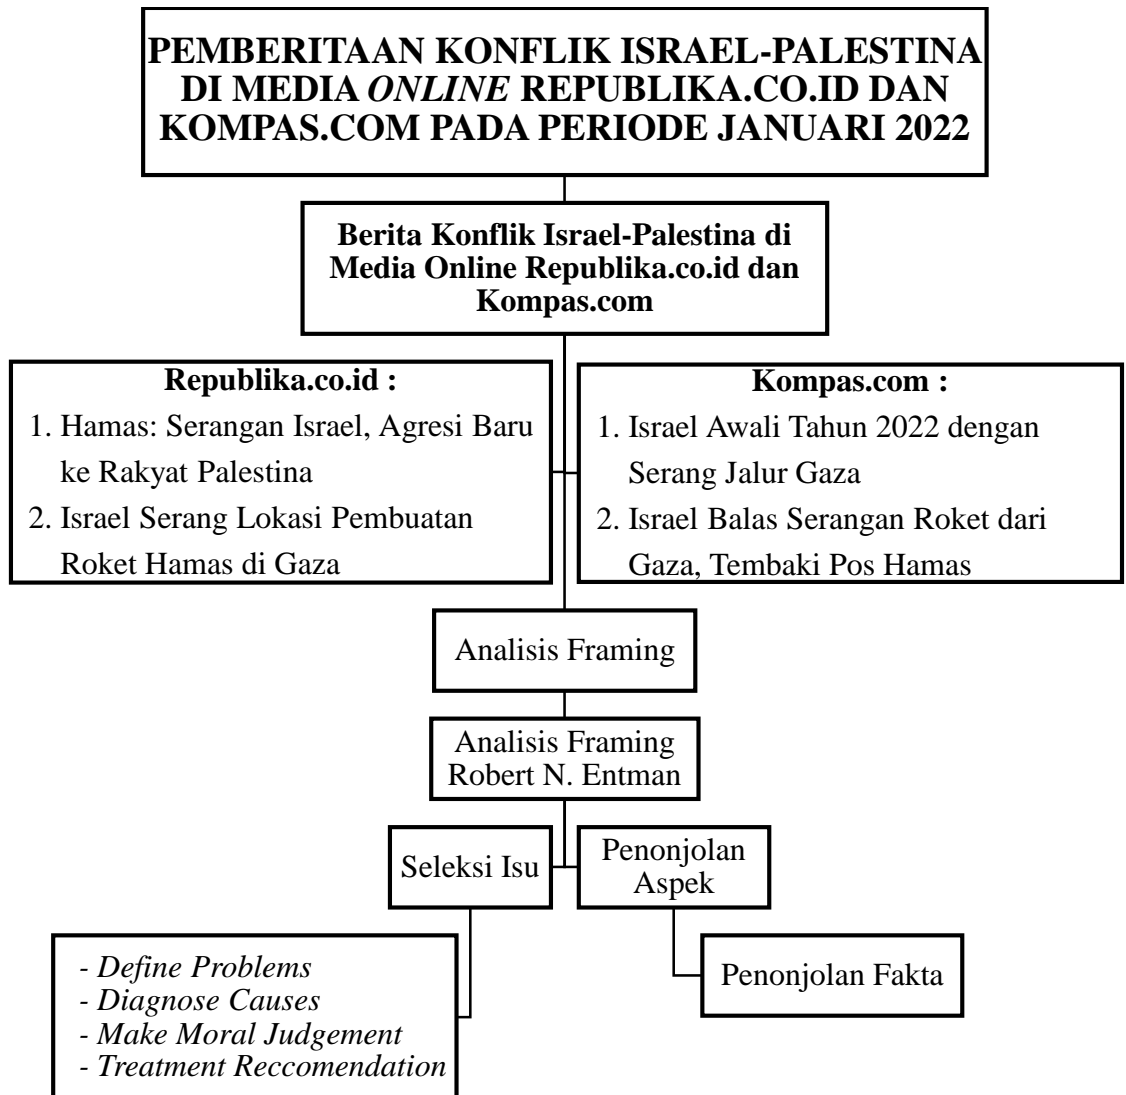 PEMBERITAAN KONFLIK ISRAEL-PALESTINA
DI MEDIA ONLINE REPUBLIKA.CO.ID DAN
KOMPAS.COM PADA PERIODE JANUARI 2022
Berita Konflik Israel-Palestina di
Media Online Republika.co.id dan
Kompas.com
Republika.co.id :
1. Hamas: Serangan Israel, Agresi Baru
ke Rakyat Palestina
2. Israel Serang Lokasi Pembuatan
Roket Hamas di Gaza
Kompas.com :
1. Israel Awali Tahun 2022 dengan
Serang Jalur Gaza
2. Israel Balas Serangan Roket dari
Gaza, Tembaki Pos Hamas
Analisis Framing
Analisis Framing
Robert N. Entman
Seleksi Isu
Penonjolan
Aspek
- Define Problems
- Diagnose Causes
- Make Moral Judgement
- Treatment Reccomendation
Penonjolan Fakta